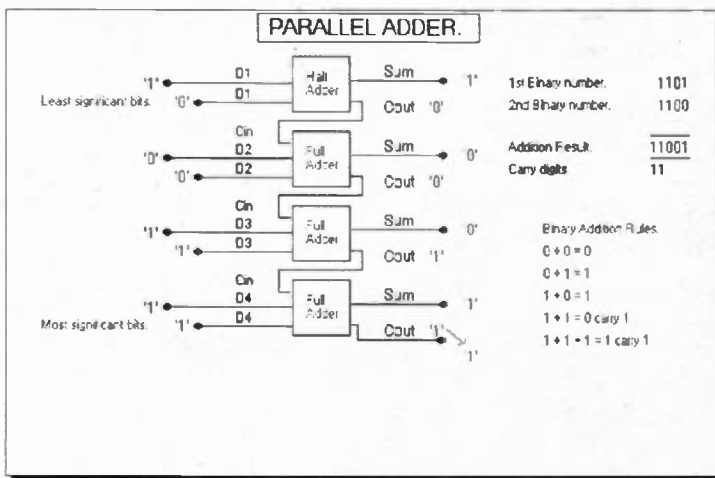 PARALLEL ADDER.
'1' D1 Half Adder Sum '1'
Least significant bits. '0' D1 Cout '0'
Cin
'0' D2 Full Adder Sum '0'
'0' D2 Cout '0'
Cin
'1' D3 Full Adder Sum '0'
'1' D3 Cout '1'
Cin
'1' D4 Full Adder Sum '1'
Most significant bits. '1' D4 Cout '1'
'1'
1st Binary number. 1101
2nd Binary number. 1100
Addition Result. 11001
Carry digits 11
Binary Addition Rules.
0 + 0 = 0
0 + 1 = 1
1 + 0 = 1
1 + 1 = 0 carry 1
1 + 1 + 1 = 1 carry 1